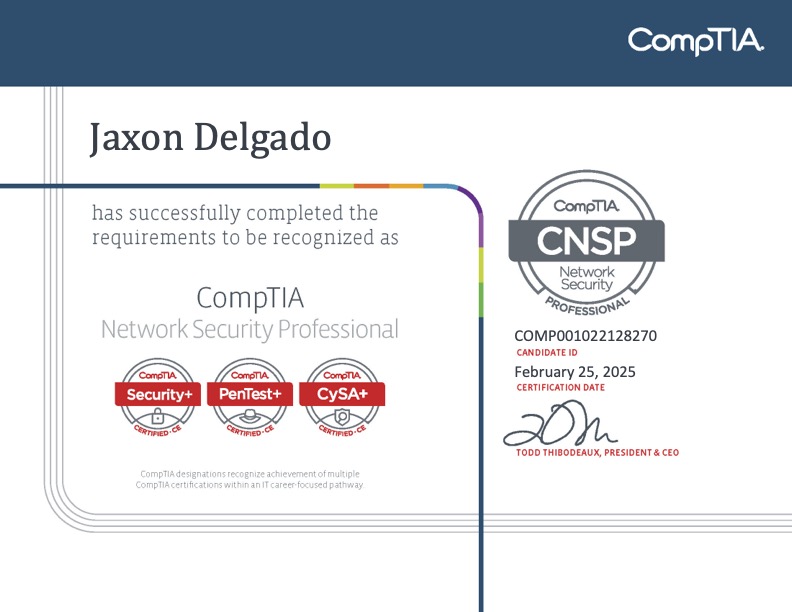 CompTIA.
Jaxon Delgado
has successfully completed the
requirements to be recognized as
CompTIA
Network Security Professional
CompTIA.
Security+
CERTIFIED•CE
CompTIA.
PenTest+
CERTIFIED•CE
CompTIA.
CySA+
CERTIFIED•CE
CompTIA designations recognize achievement of multiple
CompTIA certifications within an IT career-focused pathway.
CompTIA.
CNSP
Network
Security
PROFESSIONAL
COMP001022128270
CANDIDATE ID
February 25, 2025
CERTIFICATION DATE
TODD THIBODEAUX, PRESIDENT & CEO